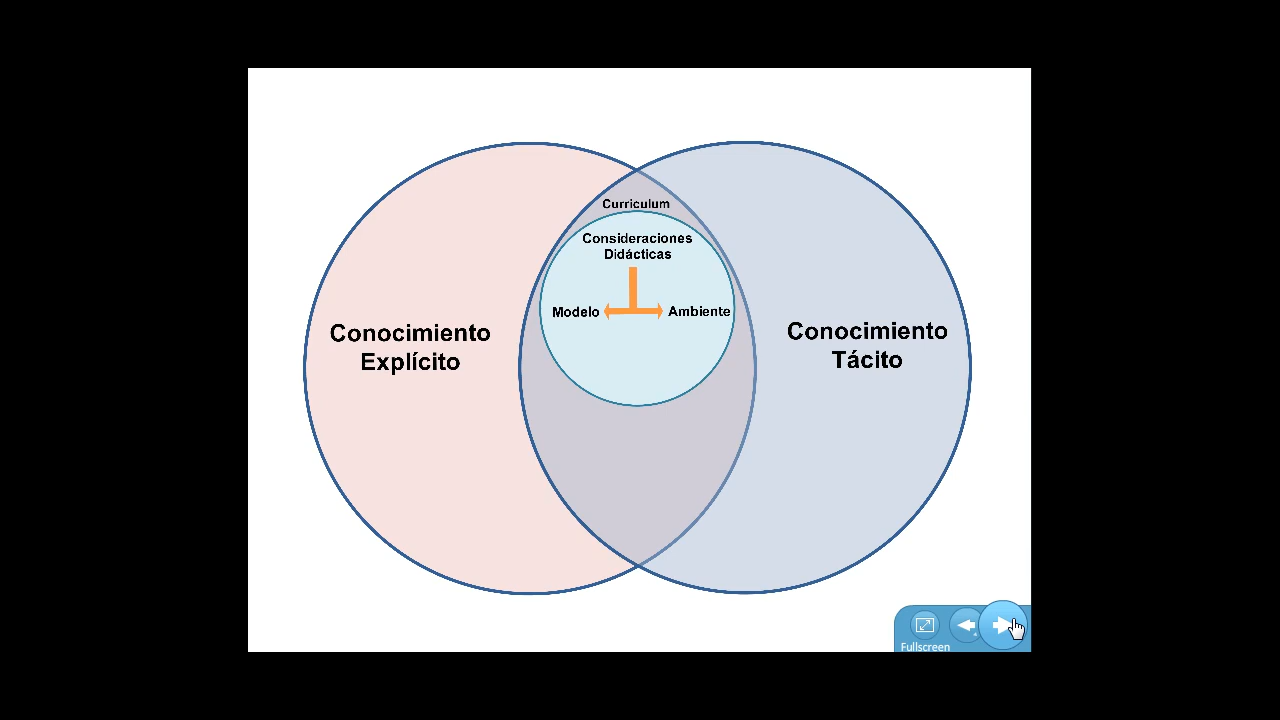 Curriculum
Consideraciones
Didácticas
Modelo
Ambiente
Conocimiento
Explícito
Conocimiento
Tácito
Fullscreen